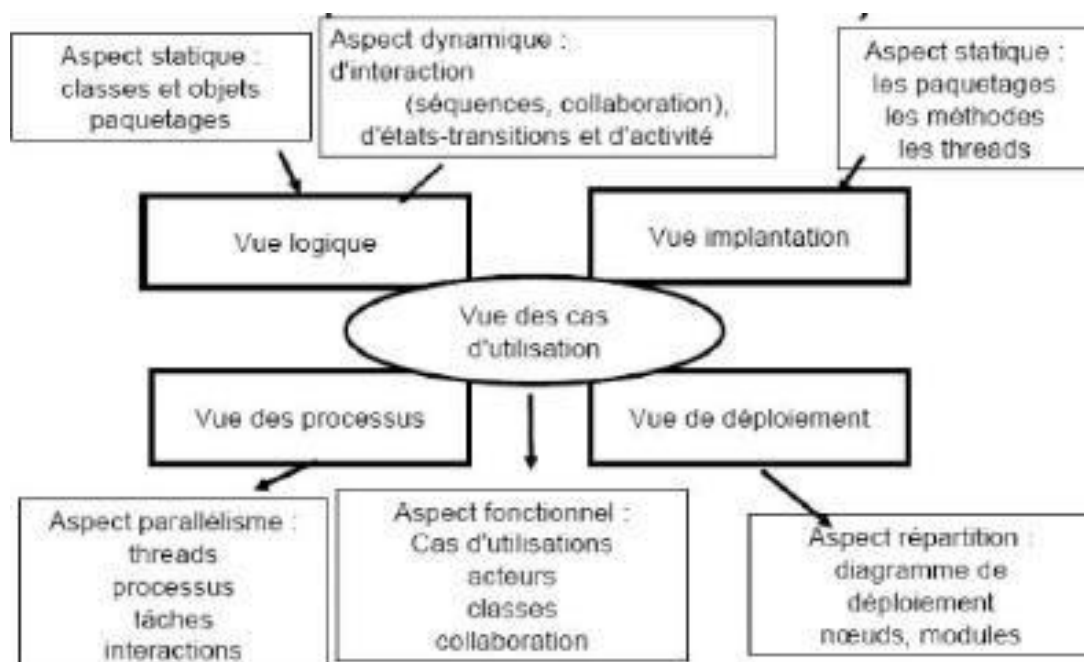 Aspect statique :
classes et objets
paquetages
Aspect dynamique :
d'interaction
(séquences, collaboration),
d'états-transitions et d'activité
Aspect statique :
les paquetages
les méthodes
les threads
Vue logique
Vue implantation
Vue des cas
d'utilisation
Vue des processus
Vue de déploiement
Aspect parallélisme :
threads
processus
tâches
interactions
Aspect fonctionnel :
Cas d'utilisations
acteurs
classes
collaboration
Aspect répartition :
diagramme de
déploiement
nœuds, modules